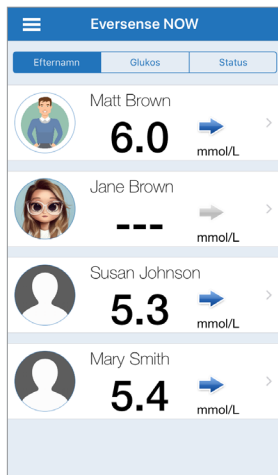 Eversense NOW
Efternamn Glukos Status
Matt Brown
6.0
mmol/L
Jane Brown
---
mmol/L
Susan Johnson
5.3
mmol/L
Mary Smith
5.4
mmol/L